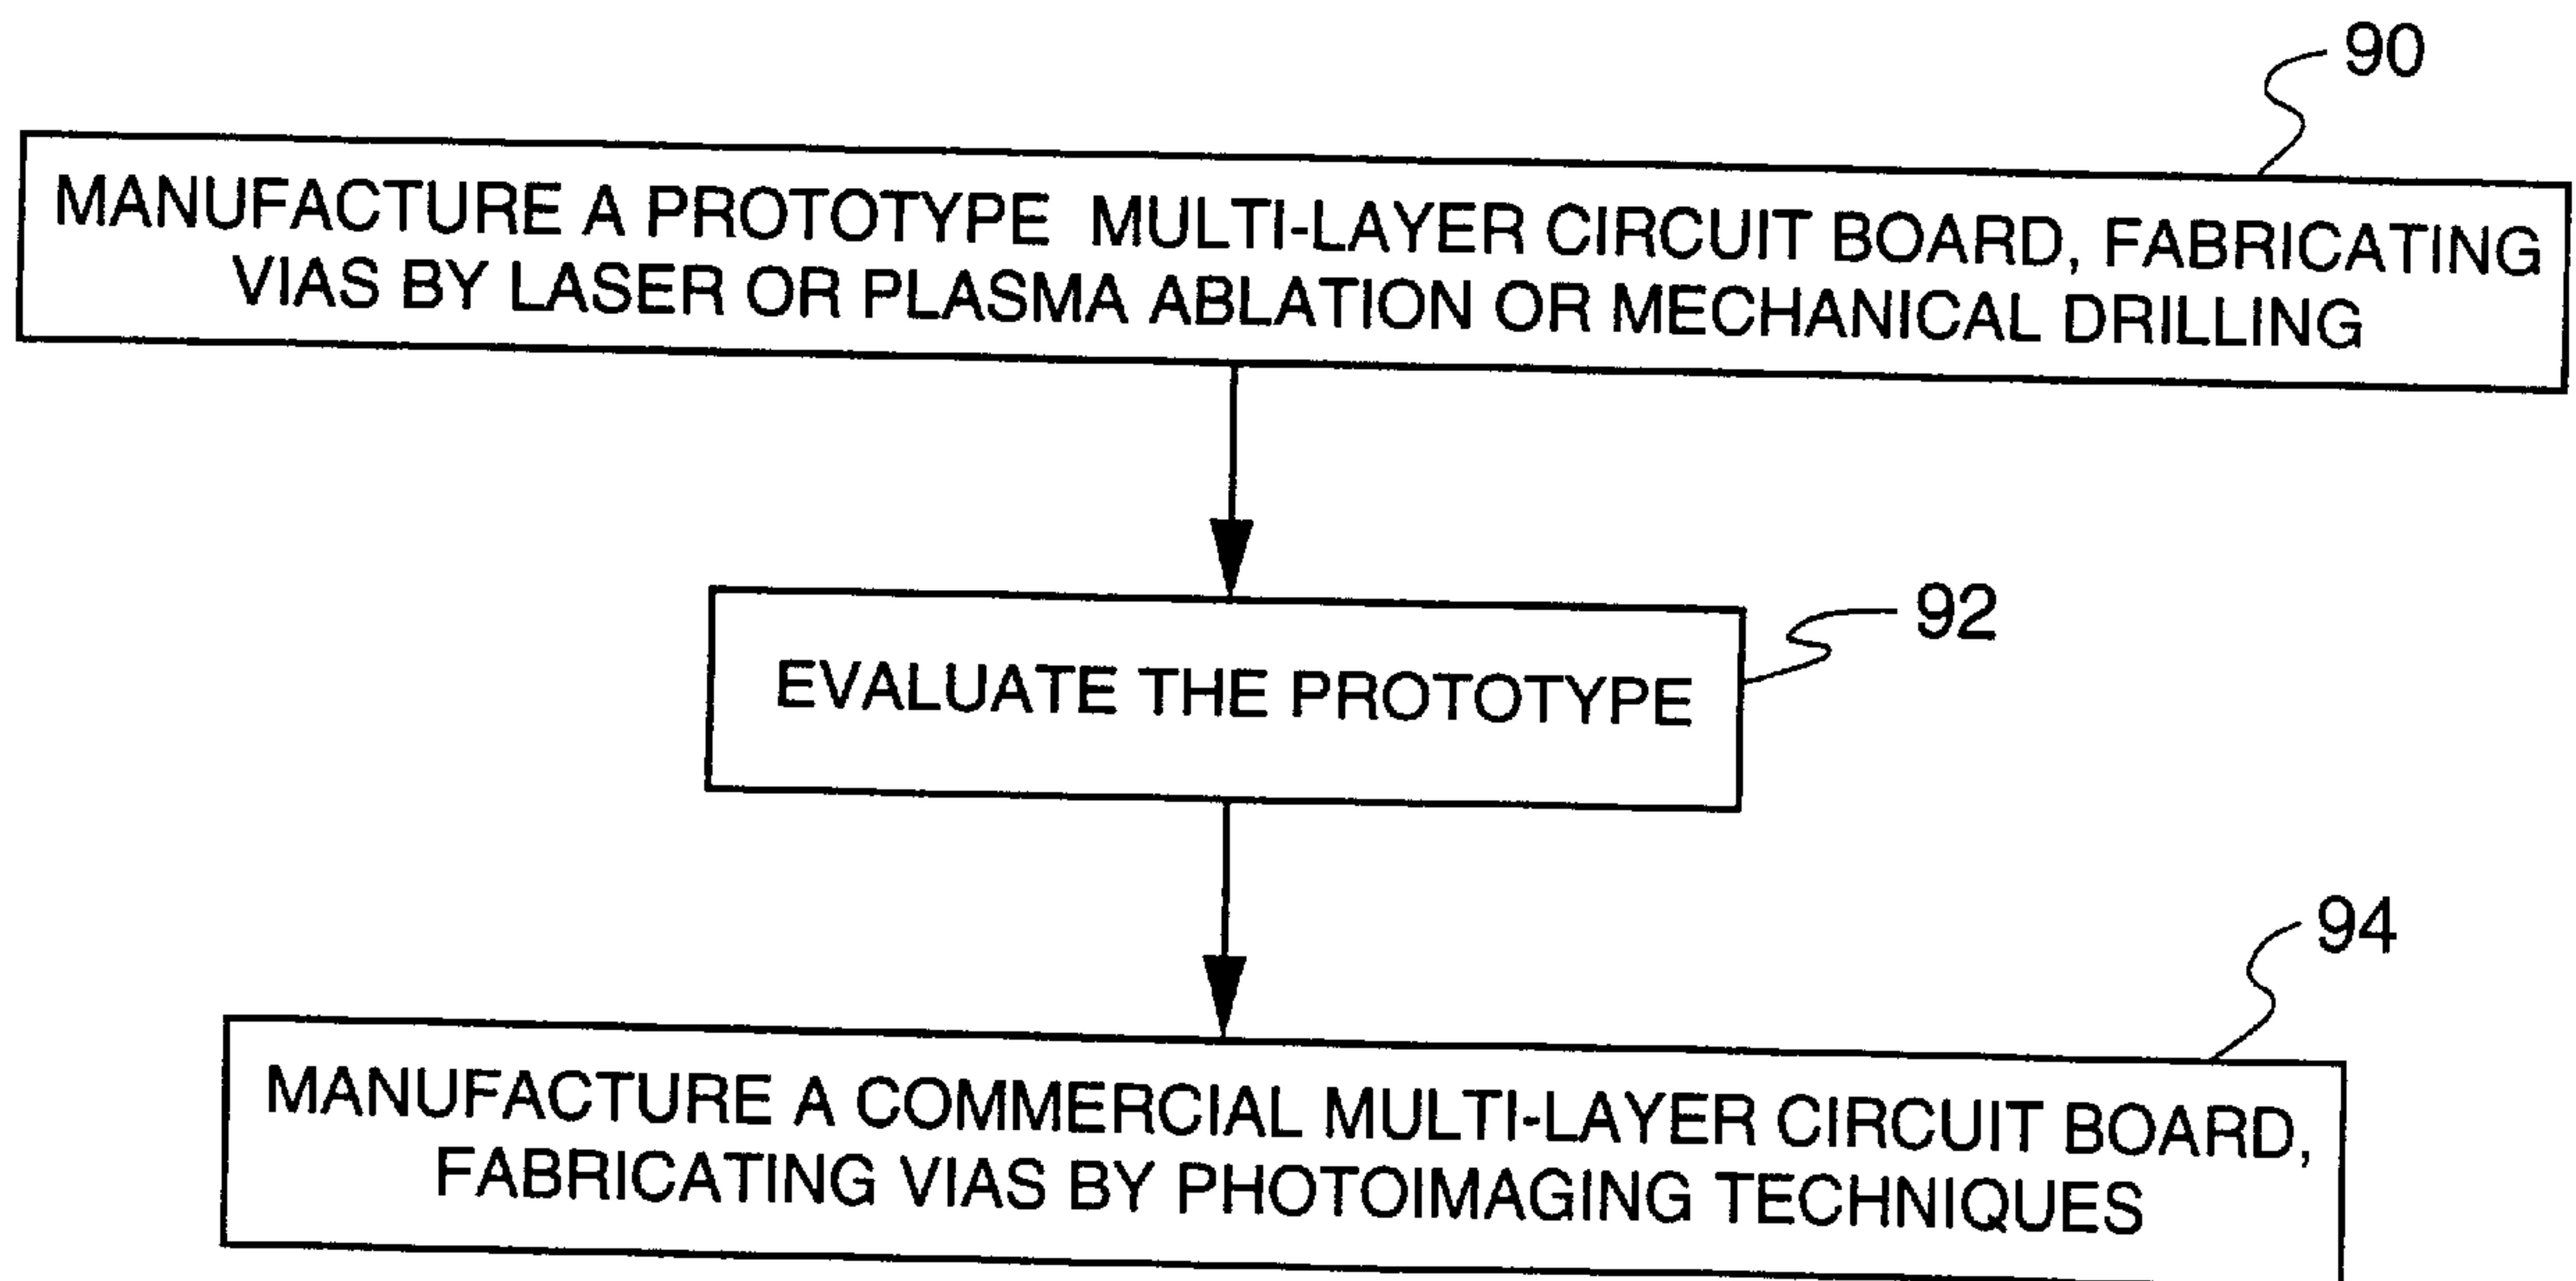 90
MANUFACTURE A PROTOTYPE MULTI-LAYER CIRCUIT BOARD, FABRICATING
VIAS BY LASER OR PLASMA ABLATION OR MECHANICAL DRILLING
92
EVALUATE THE PROTOTYPE
94
MANUFACTURE A COMMERCIAL MULTI-LAYER CIRCUIT BOARD,
FABRICATING VIAS BY PHOTOIMAGING TECHNIQUES